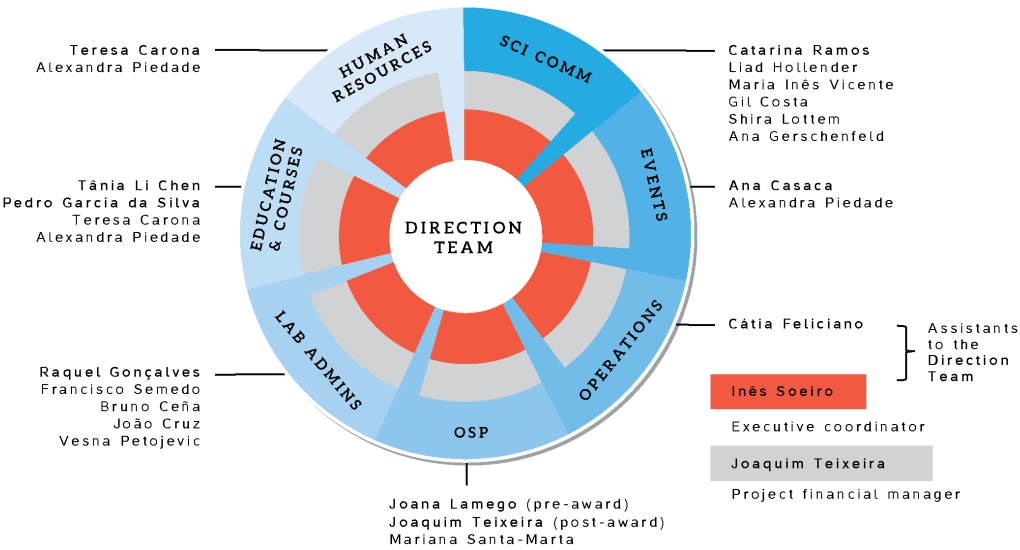 HUMAN
RESOURCES
SCI COMM
EVENTS
OPERATIONS
OSP
LAB ADMINS
EDUCATION
& COURSES
DIRECTION
TEAM
Teresa Carona
Alexandra Piedade
Tânia Li Chen
Pedro Garcia da Silva
Teresa Carona
Alexandra Piedade
Raquel Gonçalves
Francisco Semedo
Bruno Ceña
João Cruz
Vesna Petojevic
Joana Lamego (pre-award)
Joaquim Teixeira (post-award)
Mariana Santa-Marta
Catarina Ramos
Liad Hollender
Maria Inês Vicente
Gil Costa
Shira Lottem
Ana Gerschenfeld
Ana Casaca
Alexandra Piedade
Cátia Feliciano
Assistants
to the
Direction
Team
Inês Soeiro
Executive coordinator
Joaquim Teixeira
Project financial manager